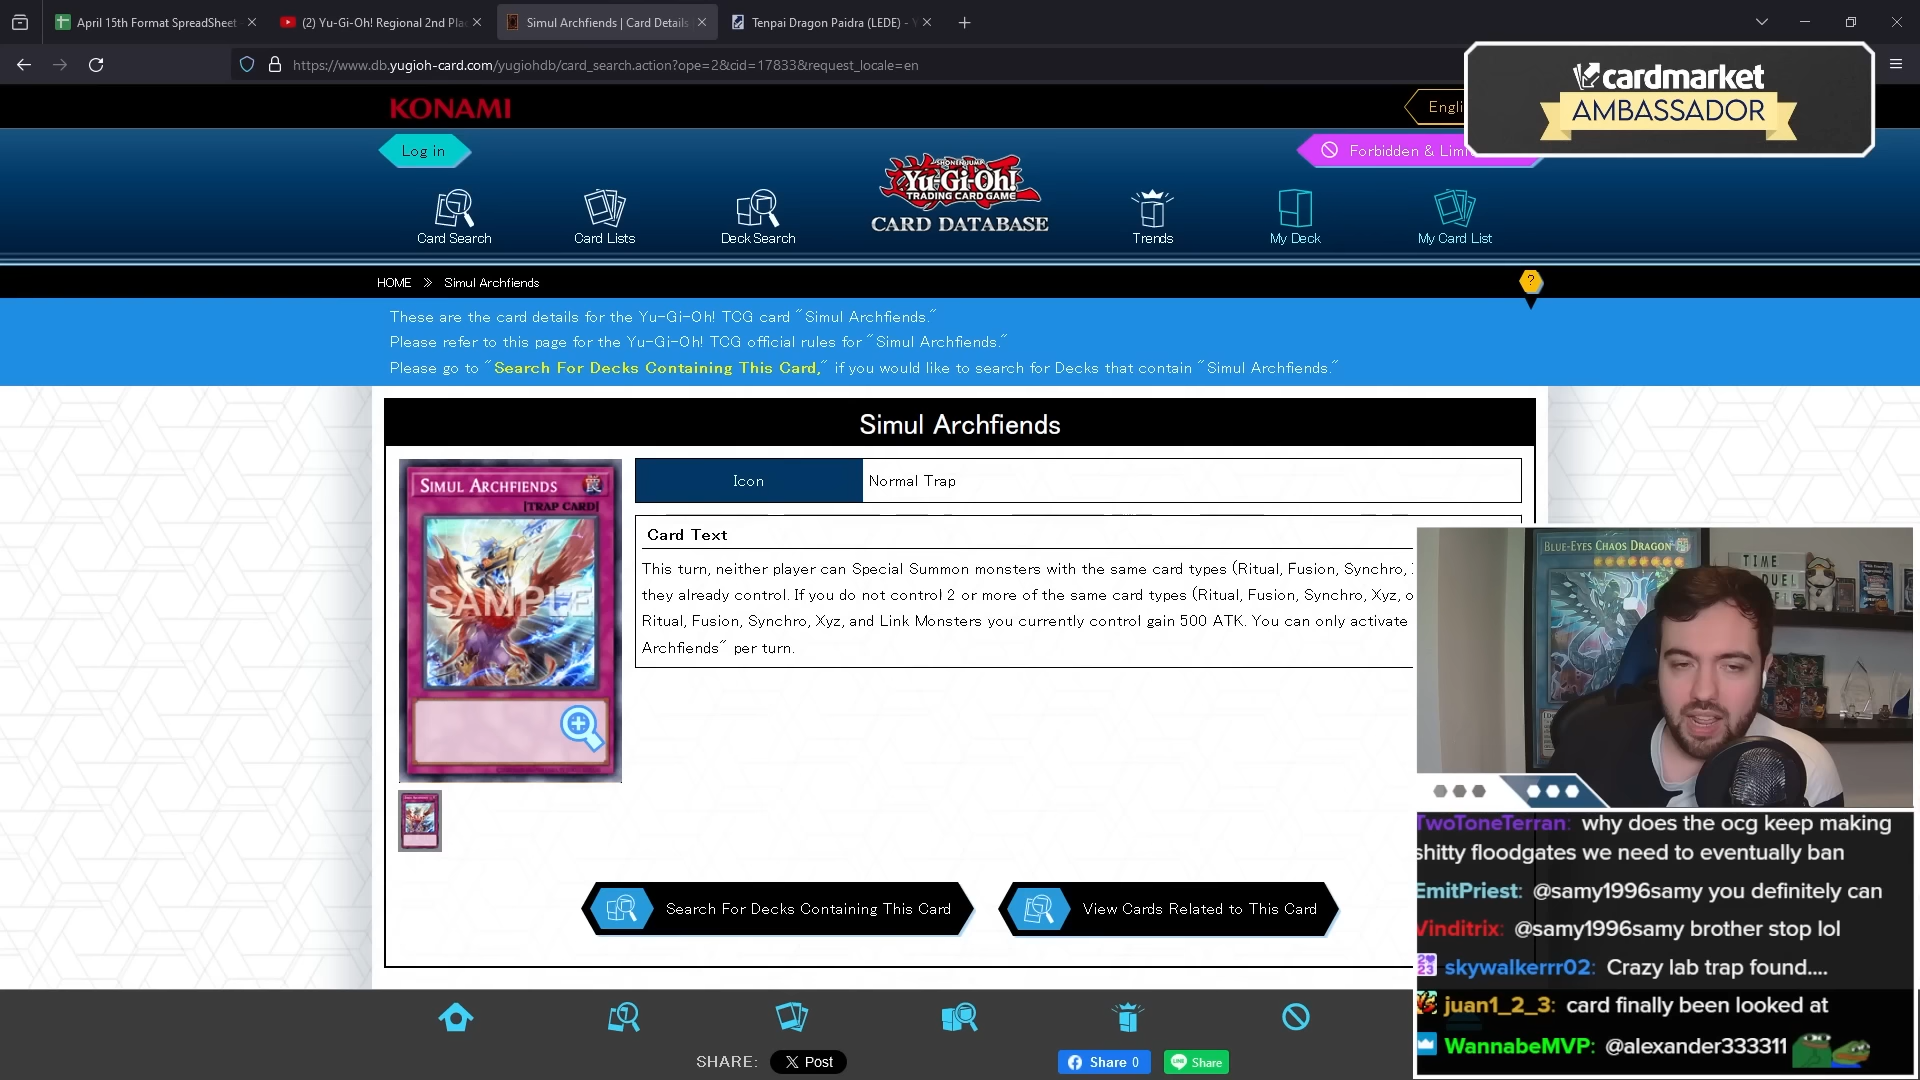 April 15th Format SpreadSheet
(2) Yu-Gi-Oh! Regional 2nd Pla
Simul Archfiends | Card Details
Tenpai Dragon Paidra (LEDE) - Y
https://www.db.yugioh-card.com/yugiohdb/card_search.action?ope=2&cid=17833&request_locale=en
cardmarket
AMBASSADOR
KONAMI
Engli
Log in
Forbidden & Limi
SHONEN JUMP
Yu-Gi-Oh!
TRADING CARD GAME
CARD DATABASE
Card Search
Card Lists
Deck Search
Trends
My Deck
My Card List
HOME » Simul Archfiends
?
These are the card details for the Yu-Gi-Oh! TCG card "Simul Archfiends."
Please refer to this page for the Yu-Gi-Oh! TCG official rules for "Simul Archfiends."
Please go to "Search For Decks Containing This Card," if you would like to search for Decks that contain "Simul Archfiends."
Simul Archfiends
SIMUL ARCHFIENDS
罠
[TRAP CARD]
SAMPLE
Icon
Normal Trap
Card Text
This turn, neither player can Special Summon monsters with the same card types (Ritual, Fusion, Synchro,
they already control. If you do not control 2 or more of the same card types (Ritual, Fusion, Synchro, Xyz, o
Ritual, Fusion, Synchro, Xyz, and Link Monsters you currently control gain 500 ATK. You can only activate
Archfiends" per turn.
Search For Decks Containing This Card
View Cards Related to This Card
BLUE-EYES CHAOS DRAGON
TIME
DUEL
TwoToneTerran: why does the ocg keep making
shitty floodgates we need to eventually ban
EmitPriest: @samy1996samy you definitely can
Vinditrix: @samy1996samy brother stop lol
skywalkerrr02: Crazy lab trap found....
juan1_2_3: card finally been looked at
WannabeMVP: @alexander333311
SHARE:
Post
Share 0
Share